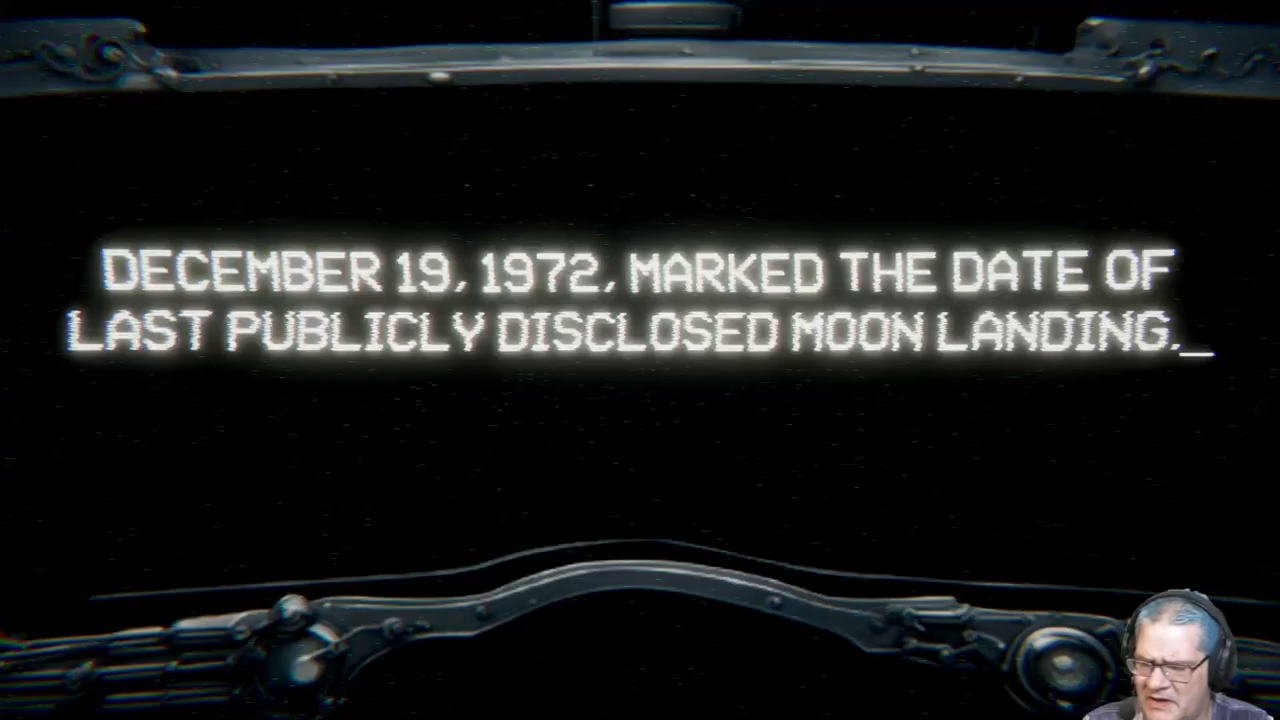 DECEMBER 19, 1972, MARKED THE DATE OF
LAST PUBLICLY DISCLOSED MOON LANDING._